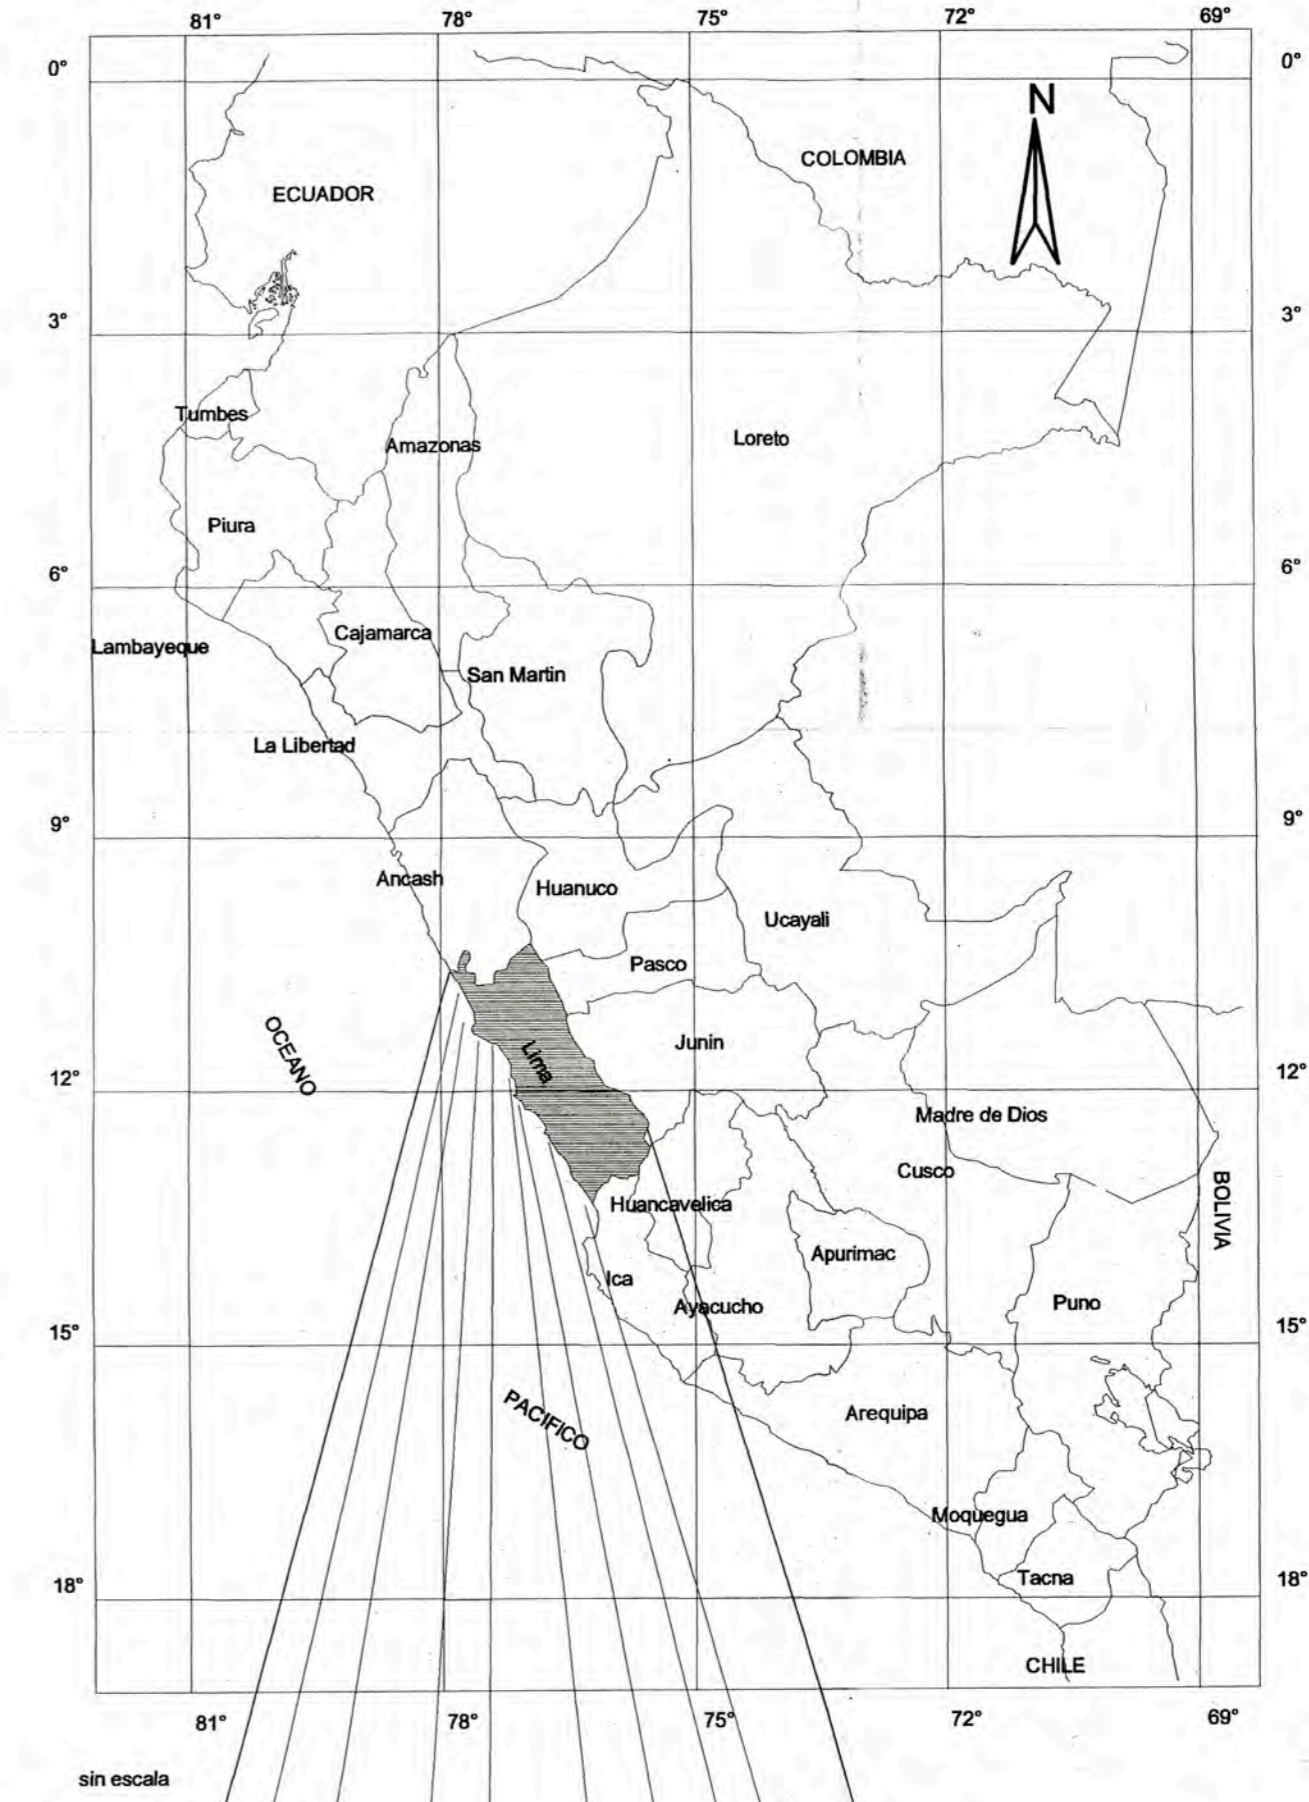 81° 78° 75° 72° 69°
0° 0°
N
COLOMBIA
ECUADOR
3° 3°
Tumbes
Amazonas
Loreto
Piura
6° 6°
Cajamarca
Lambayeque
San Martin
La Libertad
9° 9°
Ancash
Huanuco
Ucayali
Pasco
OCEANO
Junin
Lima
12° 12°
Madre de Dios
Cusco
BOLIVIA
Huancavelica
Apurimac
Ica
Ayacucho
Puno
15° 15°
PACIFICO
Arequipa
Moquegua
Tacna
18° 18°
CHILE
81° 78° 75° 72° 69°
sin escala